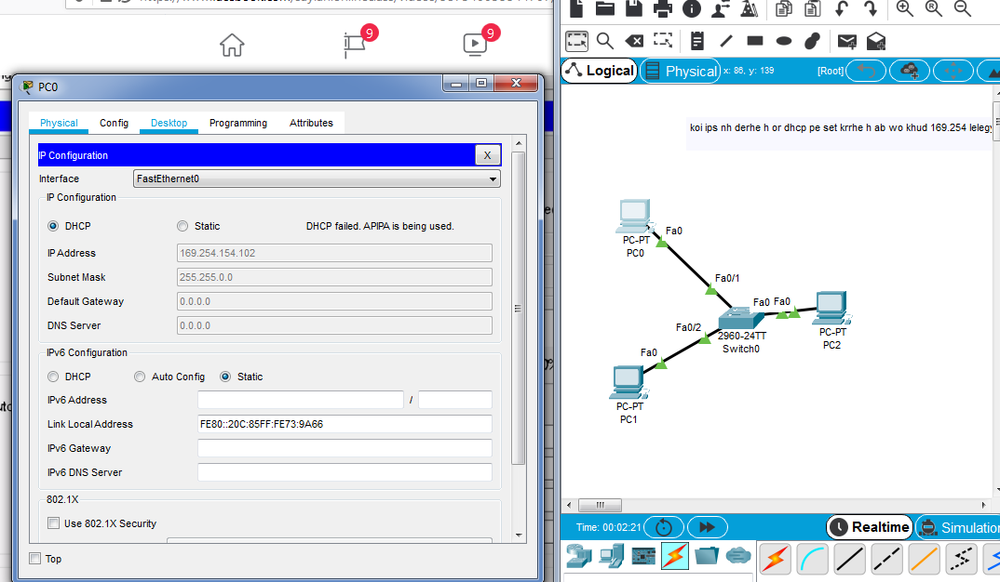 9
9
PC0
Physical Config Desktop Programming Attributes
IP Configuration X
Interface FastEthernet0
IP Configuration
DHCP Static DHCP failed. APIPA is being used.
IP Address 169.254.154.102
Subnet Mask 255.255.0.0
Default Gateway 0.0.0.0
DNS Server 0.0.0.0
IPv6 Configuration
DHCP Auto Config Static
IPv6 Address /
Link Local Address FE80::20C:85FF:FE73:9A66
IPv6 Gateway
IPv6 DNS Server
802.1X
Use 802.1X Security
Top
Logical Physical x: 86, y: 139 [Root]
koi ips nh derhe h or dhcp pe set krrhe h ab wo khud 169.254 lelegy
Fa0
PC-PT
PC0
Fa0/1
Fa0 Fa0
Fa0/2
2960-24TT
Switch0
PC-PT
PC2
Fa0
PC-PT
PC1
Time: 00:02:21 Realtime Simulation